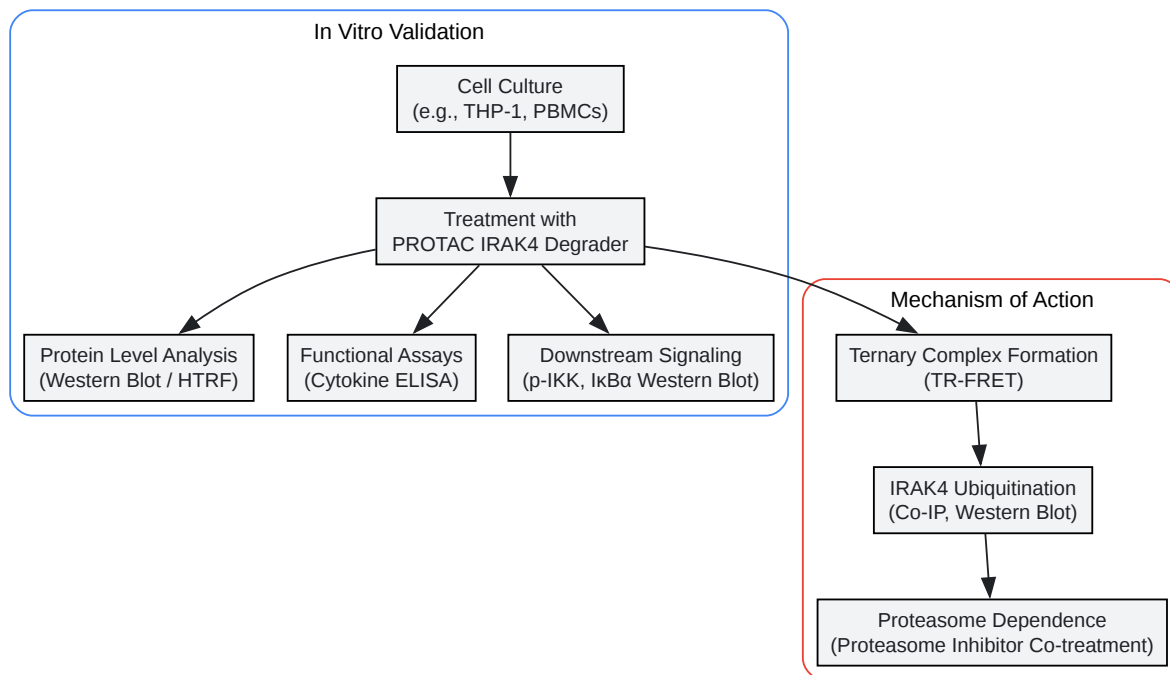 In Vitro Validation
Cell Culture
(e.g., THP-1, PBMCs)
Treatment with
PROTAC IRAK4 Degrader
Protein Level Analysis
(Western Blot / HTRF)
Functional Assays
(Cytokine ELISA)
Downstream Signaling
(p-IKK, IκBα Western Blot)
Mechanism of Action
Ternary Complex Formation
(TR-FRET)
IRAK4 Ubiquitination
(Co-IP, Western Blot)
Proteasome Dependence
(Proteasome Inhibitor Co-treatment)